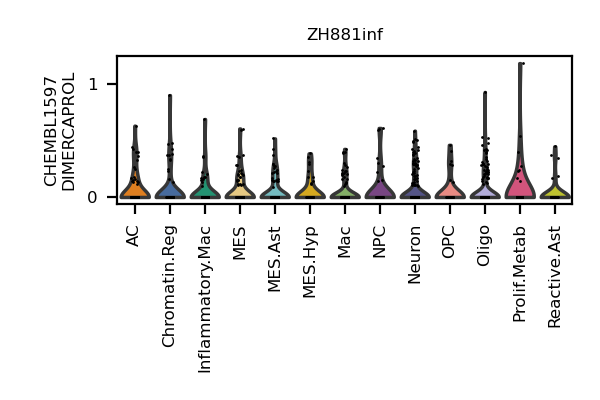 ZH881inf
CHEMBL1597
DIMERCAPROL
1
0
AC
Chromatin.Reg
Inflammatory.Mac
MES
MES.Ast
MES.Hyp
Mac
NPC
Neuron
OPC
Oligo
Prolif.Metab
Reactive.Ast